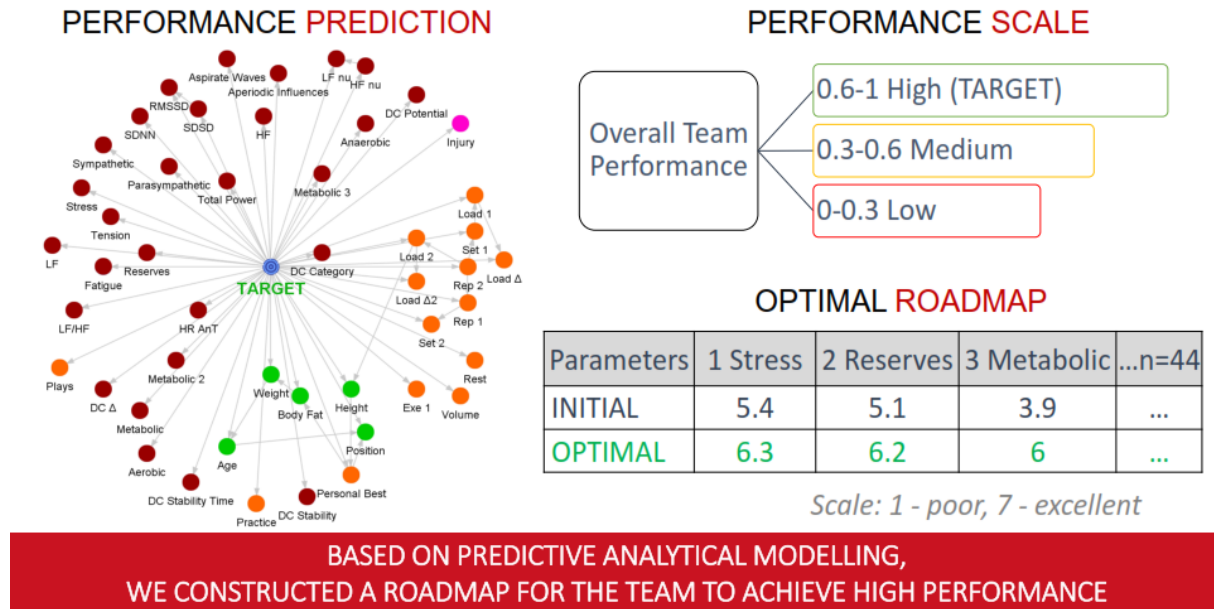 PERFORMANCE PREDICTION
Aspirate Waves
Aperiodic Influences
LF nu
HF nu
RMSSD
SDSD
DC Potential
SDNN
HF
Anaerobic
Injury
Sympathetic
Parasympathetic
Total Power
Metabolic 3
Stress
Tension
Load 1
LF
Reserves
DC Category
Load 2
Set 1
Load Δ
Fatigue
TARGET
Load Δ2
Rep 2
LF/HF
HR AnT
Set 2
Rep 1
Plays
Metabolic 2
Rest
DC Δ
Weight
Body Fat
Height
Exe 1
Volume
Metabolic
Age
Position
Aerobic
DC Stability Time
Practice
DC Stability
Personal Best
PERFORMANCE SCALE
Overall Team
Performance
0.6-1 High (TARGET)
0.3-0.6 Medium
0-0.3 Low
OPTIMAL ROADMAP
Parameters 1 Stress 2 Reserves 3 Metabolic ...n=44
INITIAL 5.4 5.1 3.9 ...
OPTIMAL 6.3 6.2 6 ...
Scale: 1 - poor, 7 - excellent
BASED ON PREDICTIVE ANALYTICAL MODELLING,
WE CONSTRUCTED A ROADMAP FOR THE TEAM TO ACHIEVE HIGH PERFORMANCE